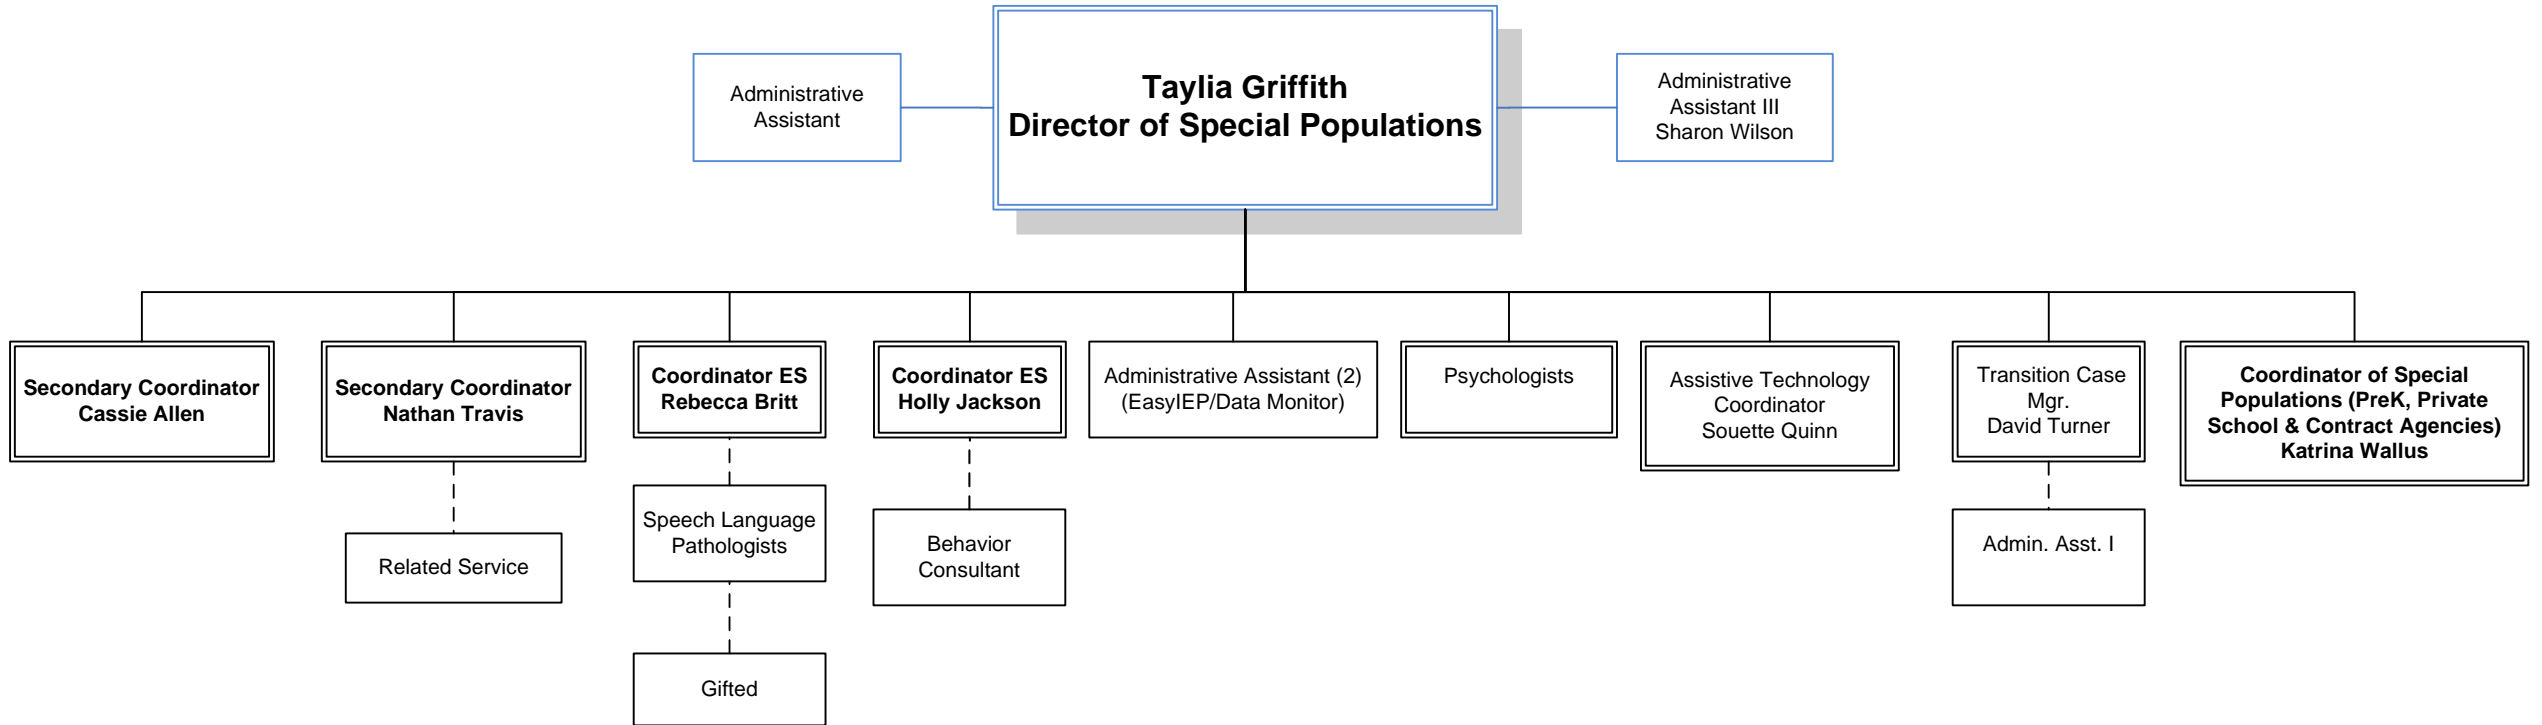 Administrative
Assistant
Taylia Griffith
Director of Special Populations
Administrative
Assistant III
Sharon Wilson
Secondary Coordinator
Cassie Allen
Secondary Coordinator
Nathan Travis
Coordinator ES
Rebecca Britt
Coordinator ES
Holly Jackson
Administrative Assistant (2)
(EasyIEP/Data Monitor)
Psychologists
Assistive Technology
Coordinator
Souette Quinn
Transition Case
Mgr.
David Turner
Coordinator of Special
Populations (PreK, Private
School & Contract Agencies)
Katrina Wallus
Related Service
Speech Language
Pathologists
Behavior
Consultant
Admin. Asst. I
Gifted